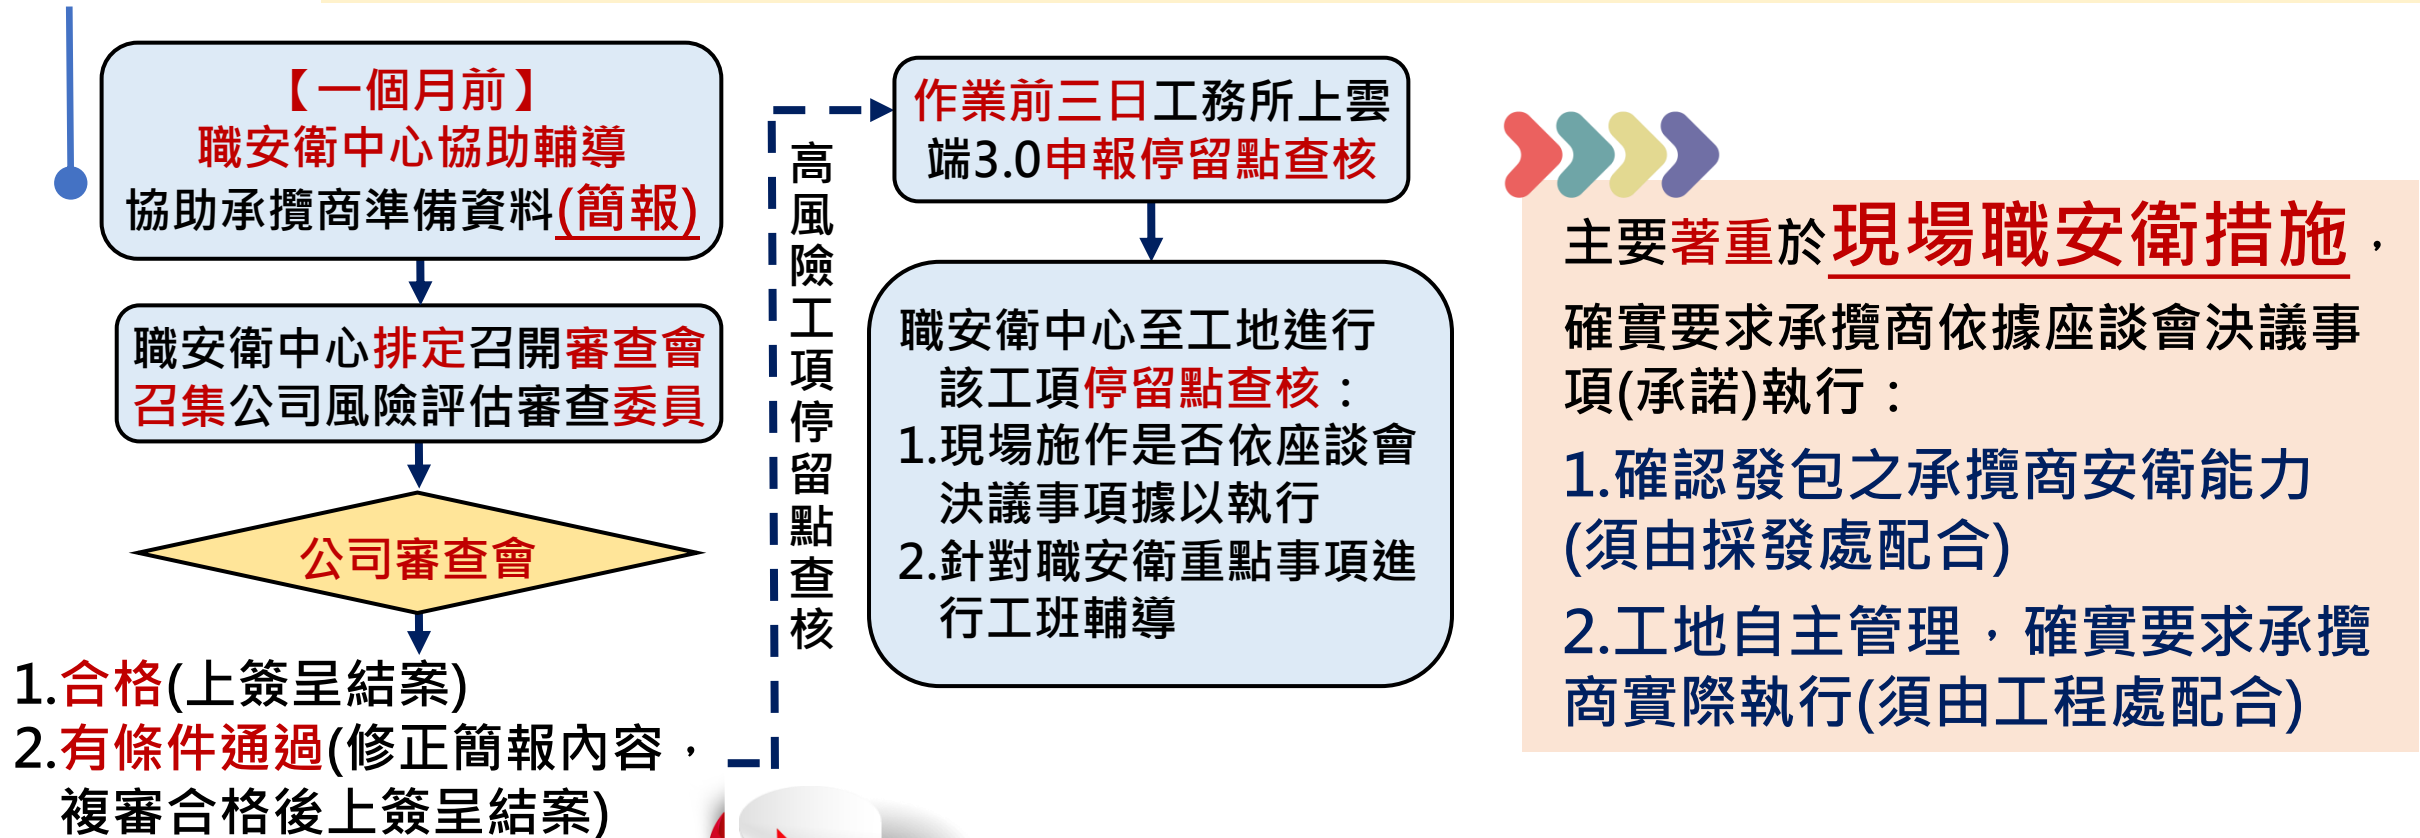 【一個月前】
職安衛中心協助輔導
協助承攬商準備資料(簡報)
職安衛中心排定召開審查會
召集公司風險評估審查委員
公司審查會
1.合格(上簽呈結案)
2.有條件通過(修正簡報內容，
複審合格後上簽呈結案)
高風險工項停留點查核
作業前三日工務所上雲
端3.0申報停留點查核
職安衛中心至工地進行
該工項停留點查核：
1.現場施作是否依座談會
決議事項據以執行
2.針對職安衛重點事項進
行工班輔導
主要著重於現場職安衛措施，
確實要求承攬商依據座談會決議事
項(承諾)執行：
1.確認發包之承攬商安衛能力
(須由採發處配合)
2.工地自主管理，確實要求承攬
商實際執行(須由工程處配合)